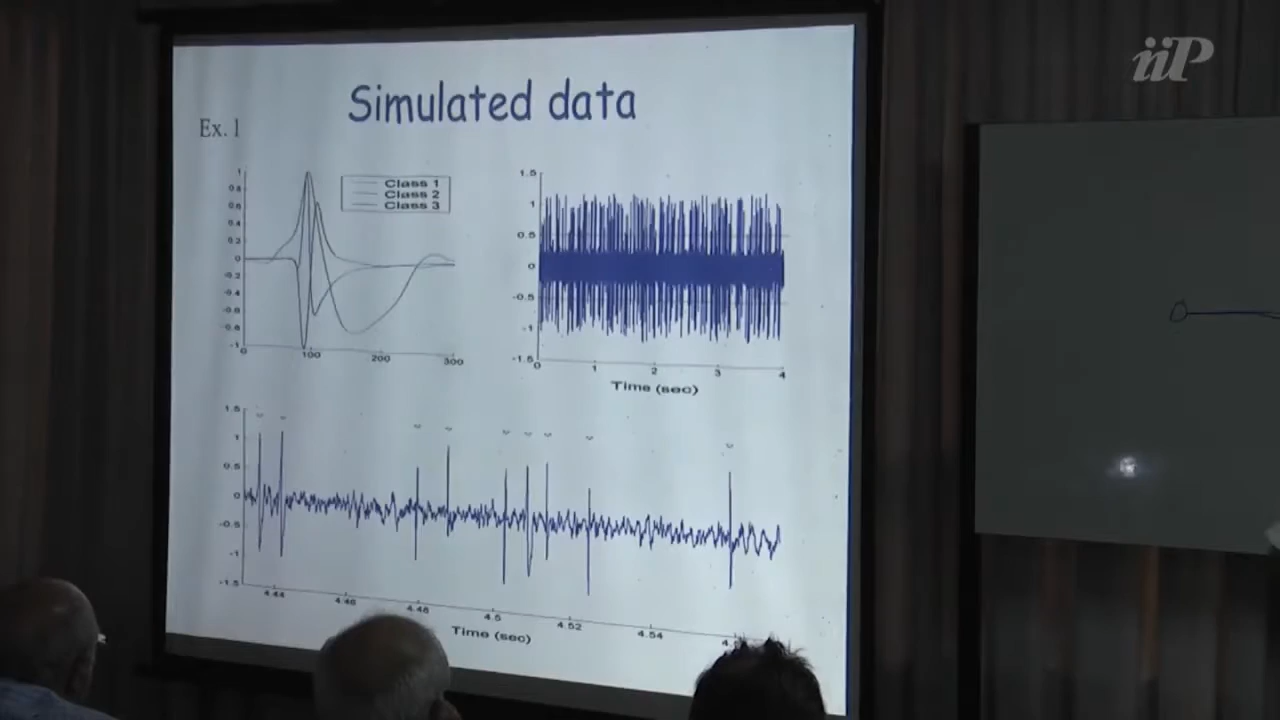 iiP
Simulated data
Ex. 1
Class 1
Class 2
Class 3
1
0.8
0.6
0.4
0.2
0
-0.2
-0.4
-0.6
-0.8
-1
0 100 200 300
1.5
1
0.5
0
-0.5
-1
-1.5
0 1 2 3 4
Time (sec)
1.5
1
0.5
0
-0.5
-1
-1.5
4.44 4.46 4.48 4.5 4.52 4.54
Time (sec)